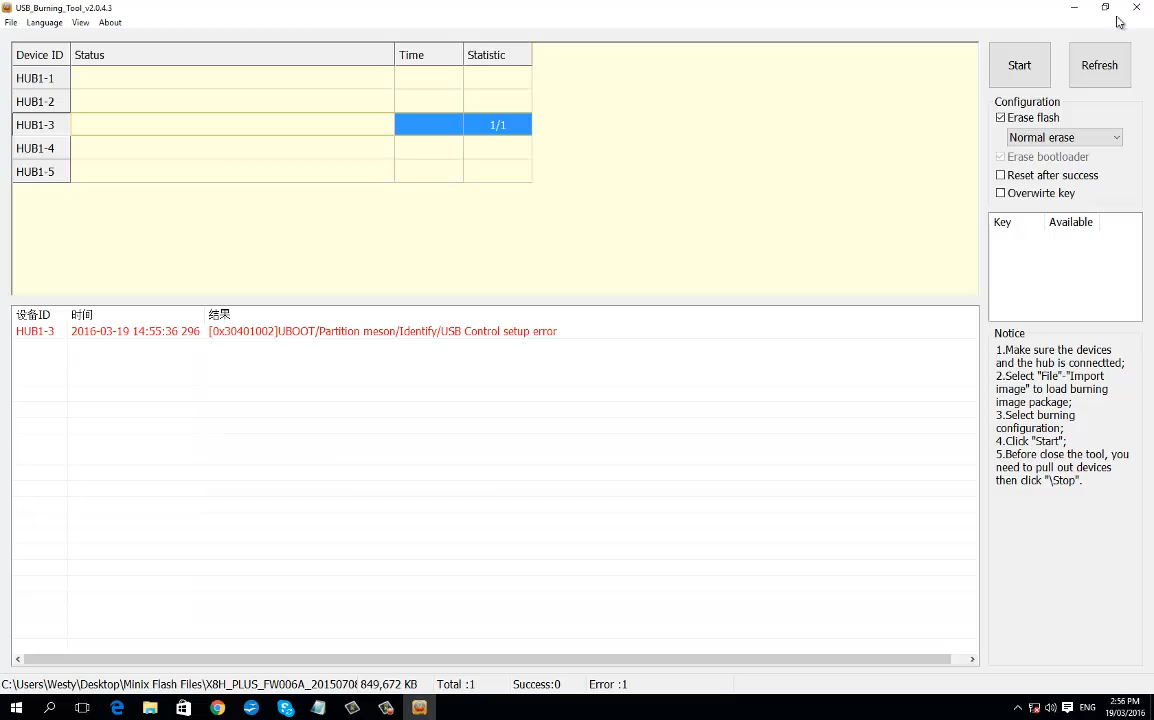 USB_Burning_Tool_v2.0.4.3
File Language View About
Device ID Status Time Statistic
HUB1-1
HUB1-2
HUB1-3 1/1
HUB1-4
HUB1-5
Start Refresh
Configuration
Erase flash
Normal erase
Erase bootloader
Reset after success
Overwirte key
Key Available
设备ID 时间 结果
HUB1-3 2016-03-19 14:55:36 296 [0x30401002]UBOOT/Partition meson/Identify/USB Control setup error
Notice
1.Make sure the devices
and the hub is connectted;
2.Select "File"-"Import
image" to load burning
image package;
3.Select burning
configuration;
4.Click "Start";
5.Before close the tool, you
need to pull out devices
then click "\Stop".
C:\Users\Westy\Desktop\Minix Flash Files\X8H_PLUS_FW006A_20150708 849,672 KB Total :1 Success:0 Error :1
ENG
2:56 PM
19/03/2016